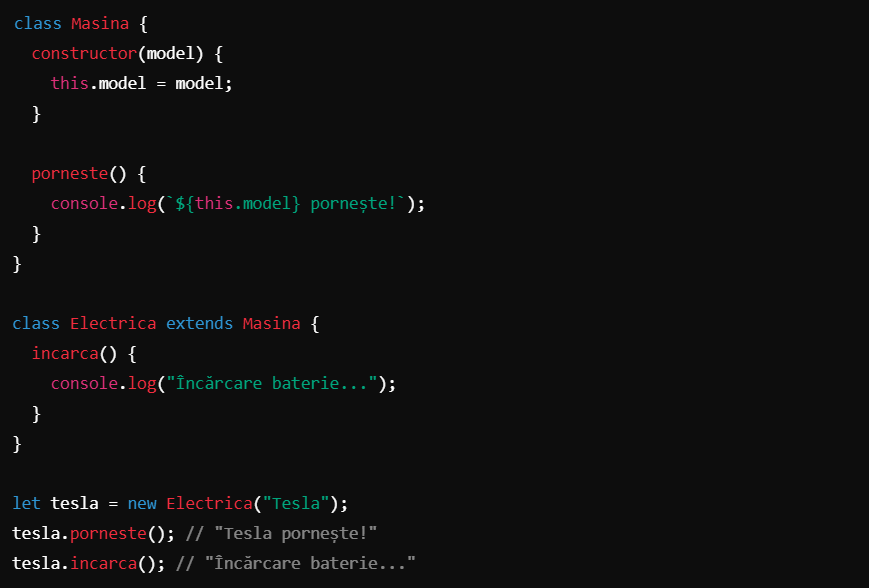 class Masina {
  constructor(model) {
    this.model = model;
  }

  porneste() {
    console.log(`${this.model} pornește!`);
  }
}

class Electrica extends Masina {
  incarca() {
    console.log("Încărcare baterie...");
  }
}

let tesla = new Electrica("Tesla");
tesla.porneste(); // "Tesla pornește!"
tesla.incarca(); // "Încărcare baterie..."